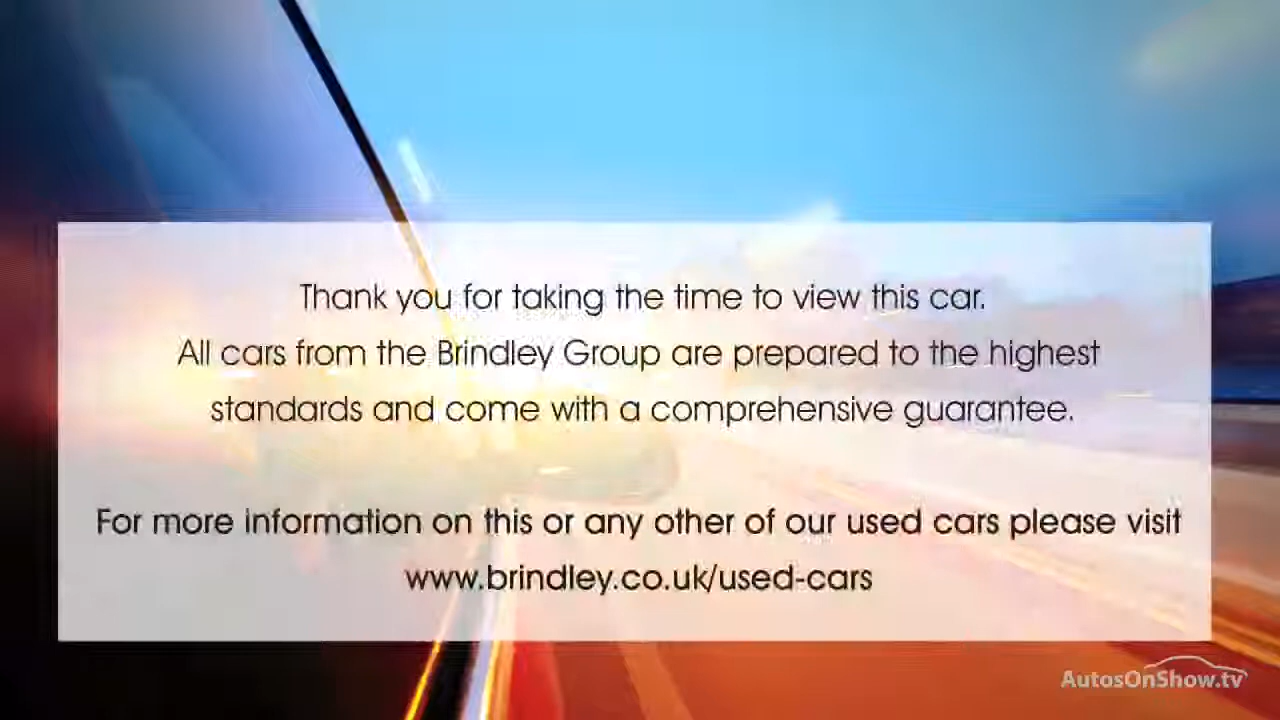 Thank you for taking the time to view this car.
All cars from the Brindley Group are prepared to the highest
standards and come with a comprehensive guarantee.
For more information on this or any other of our used cars please visit
www.brindley.co.uk/used-cars
AutosOnShow.tv